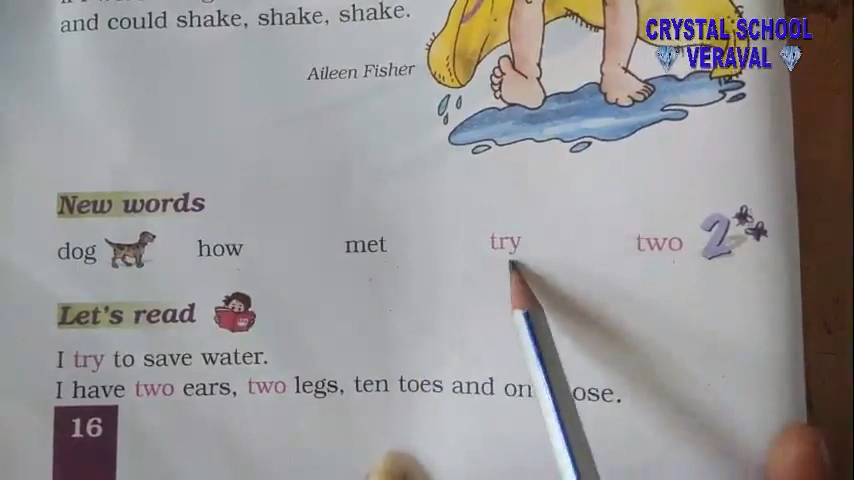 and could shake, shake, shake.
Aileen Fisher
CRYSTAL SCHOOL
VERAVAL
New words
dog how met try two 2
Let's read
I try to save water.
I have two ears, two legs, ten toes and on ose.
16